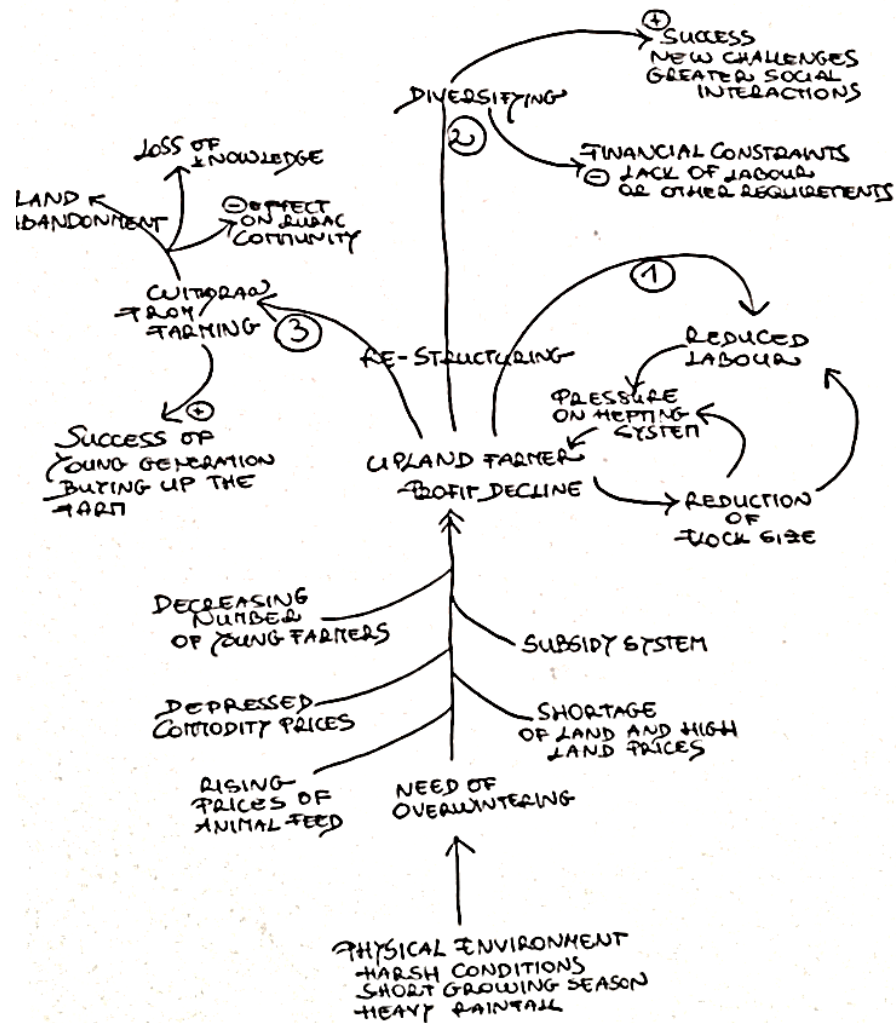 +
SUCCESS
NEW CHALLENGES
GREATER SOCIAL
INTERACTIONS
DIVERSIFYING
2
FINANCIAL CONSTRAINTS
- LACK OF LABOUR
OR OTHER REQUIREMENTS
LOSS OF
KNOWLEDGE
LAND
ABANDONMENT
- EFFECT
ON RURAL
COMMUNITY
WITHDRAW
FROM
FARMING
3
1
RE-STRUCTURING
REDUCED
LABOUR
PRESSURE
ON HEFTING
SYSTEM
+
SUCCESS OF
YOUNG GENERATION
BUYING UP THE
FARM
UPLAND FARMER
PROFIT DECLINE
REDUCTION
OF
FLOCK SIZE
DECREASING
NUMBER
OF YOUNG FARMERS
SUBSIDY SYSTEM
DEPRESSED
COMMODITY PRICES
SHORTAGE
OF LAND AND HIGH
LAND PRICES
RISING
PRICES OF
ANIMAL FEED
NEED OF
OVERWINTERING
PHYSICAL ENVIRONMENT
HARSH CONDITIONS
SHORT GROWING SEASON
HEAVY RAINFALL